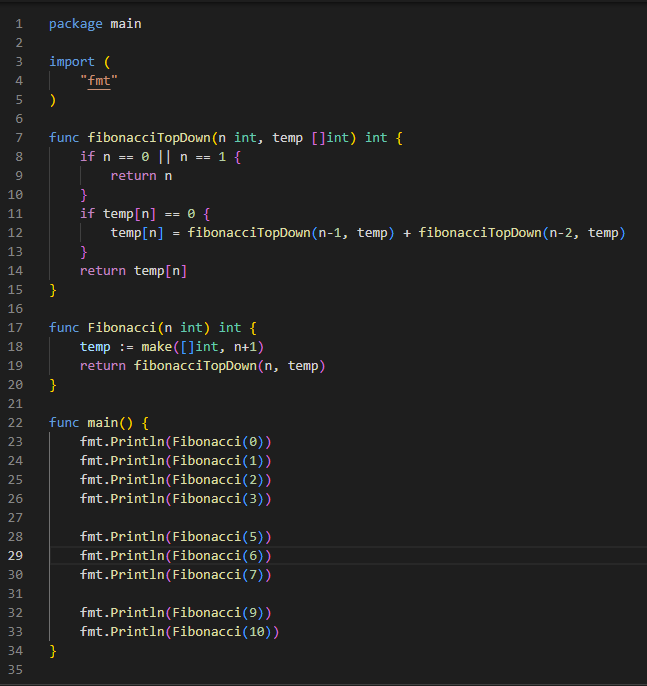 1 package main
2
3 import (
4     "fmt"
5 )
6
7 func fibonacciTopDown(n int, temp []int) int {
8     if n == 0 || n == 1 {
9         return n
10     }
11     if temp[n] == 0 {
12         temp[n] = fibonacciTopDown(n-1, temp) + fibonacciTopDown(n-2, temp)
13     }
14     return temp[n]
15 }
16
17 func Fibonacci(n int) int {
18     temp := make([]int, n+1)
19     return fibonacciTopDown(n, temp)
20 }
21
22 func main() {
23     fmt.Println(Fibonacci(0))
24     fmt.Println(Fibonacci(1))
25     fmt.Println(Fibonacci(2))
26     fmt.Println(Fibonacci(3))
27
28     fmt.Println(Fibonacci(5))
29     fmt.Println(Fibonacci(6))
30     fmt.Println(Fibonacci(7))
31
32     fmt.Println(Fibonacci(9))
33     fmt.Println(Fibonacci(10))
34 }
35